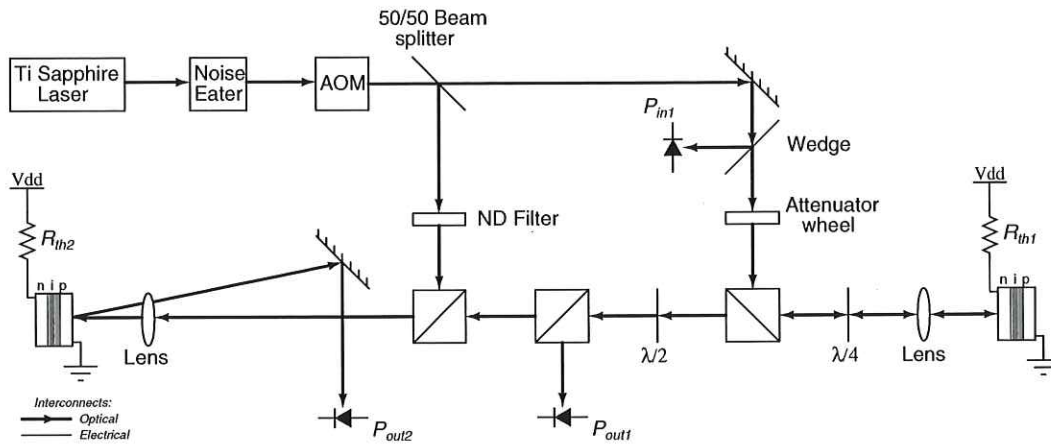 50/50 Beam
splitter
Ti Sapphire
Laser
Noise
Eater
AOM
P_in1
Wedge
Vdd
R_th2
ND Filter
Attenuator
wheel
Vdd
R_th1
n i p
n i p
Lens
λ/2
λ/4
Lens
Interconnects:
Optical
Electrical
P_out2
P_out1